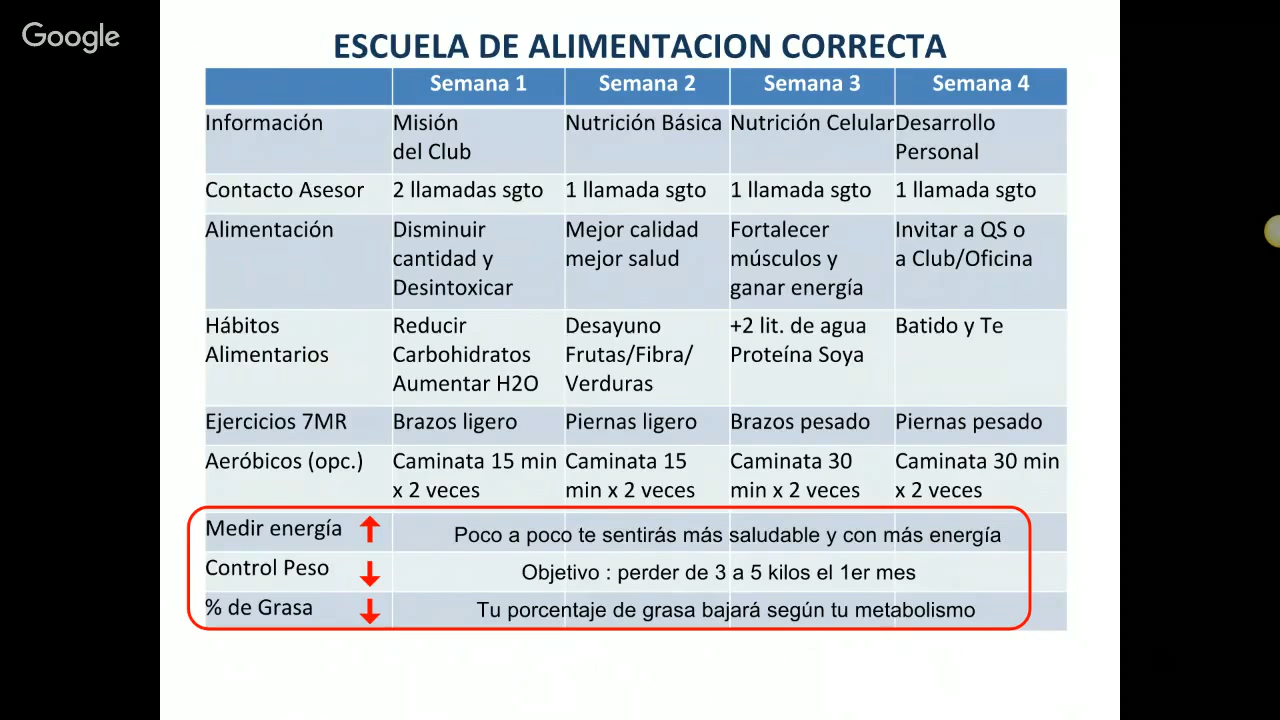 Google
ESCUELA DE ALIMENTACION CORRECTA
Semana 1 Semana 2 Semana 3 Semana 4
Información Misión Nutrición Básica Nutrición Celular Desarrollo
del Club Personal
Contacto Asesor 2 llamadas sgto 1 llamada sgto 1 llamada sgto 1 llamada sgto
Alimentación Disminuir Mejor calidad Fortalecer Invitar a QS o
cantidad y mejor salud músculos y a Club/Oficina
Desintoxicar ganar energía
Hábitos Reducir Desayuno +2 lit. de agua Batido y Te
Alimentarios Carbohidratos Frutas/Fibra/ Proteína Soya
Aumentar H2O Verduras
Ejercicios 7MR Brazos ligero Piernas ligero Brazos pesado Piernas pesado
Aeróbicos (opc.) Caminata 15 min Caminata 15 Caminata 30 Caminata 30 min
x 2 veces min x 2 veces min x 2 veces x 2 veces
Medir energía Poco a poco te sentirás más saludable y con más energía
Control Peso Objetivo : perder de 3 a 5 kilos el 1er mes
% de Grasa Tu porcentaje de grasa bajará según tu metabolismo